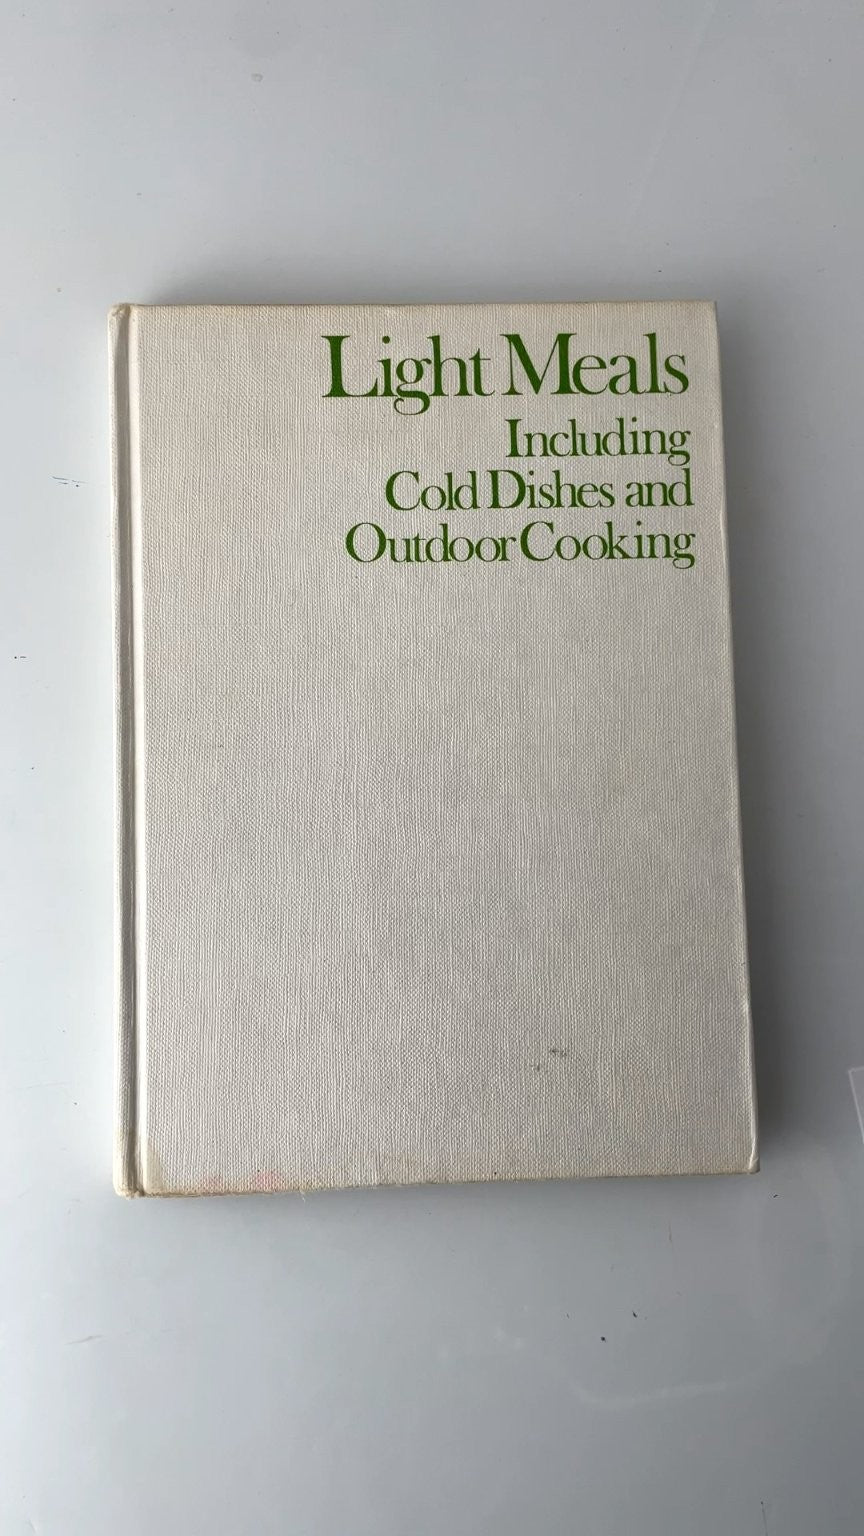 Light Meals
Including
Cold Dishes and
Outdoor Cooking